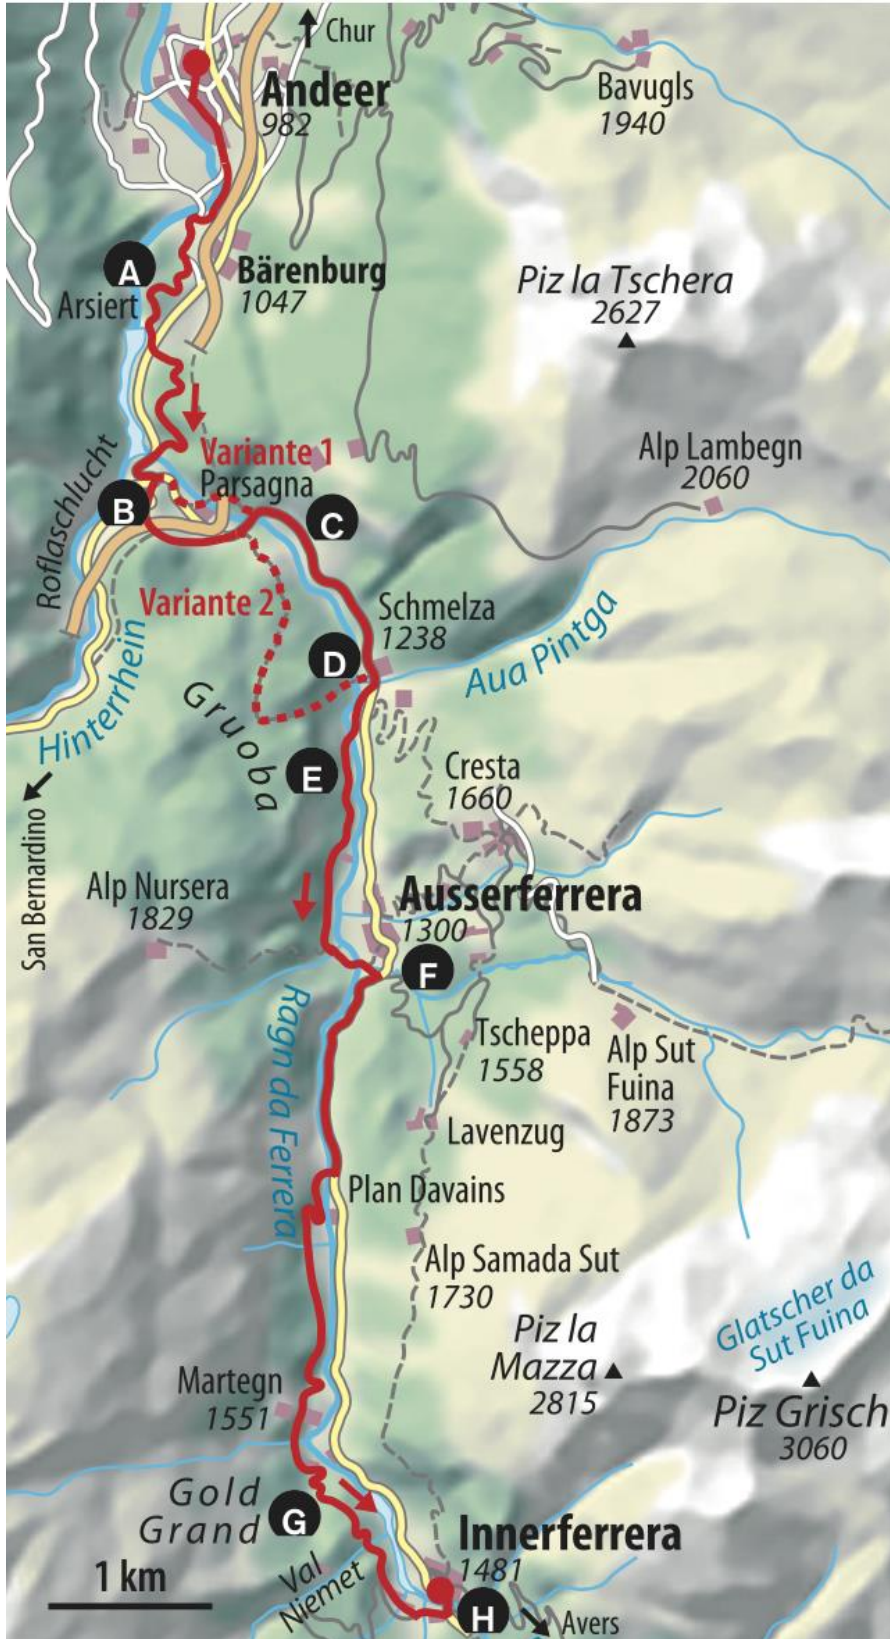 Chur
Andeer
982
Bavugls
1940
A
Arsiert
Bärenburg
1047
Piz la Tschera
2627
Roflaschlucht
Variante 1
Parsagna
B
C
Alp Lambegn
2060
Variante 2
Schmelza
1238
D
Aua Pintga
Hinterrhein
Gruoba
E
San Bernardino
Cresta
1660
Alp Nursera
1829
Ausserferrera
1300
F
Ragn da Ferrera
Tscheppa
1558
Alp Sut
Fuina
1873
Lavenzug
Plan Davains
Alp Samada Sut
1730
Glatscher da
Sut Fuina
Piz la
Mazza
2815
Piz Grisch
3060
Martegn
1551
Gold
Grand
G
Innerferrera
1481
Val
Niemet
1 km
H
Avers